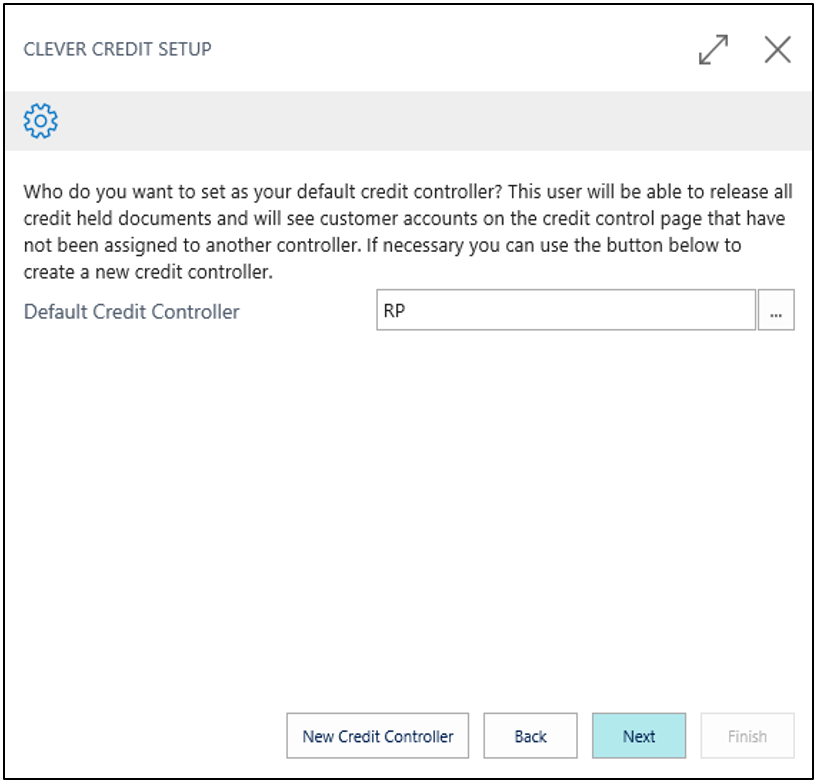 CLEVER CREDIT SETUP
Who do you want to set as your default credit controller? This user will be able to release all
credit held documents and will see customer accounts on the credit control page that have
not been assigned to another controller. If necessary you can use the button below to
create a new credit controller.
Default Credit Controller RP ...
New Credit Controller Back Next Finish